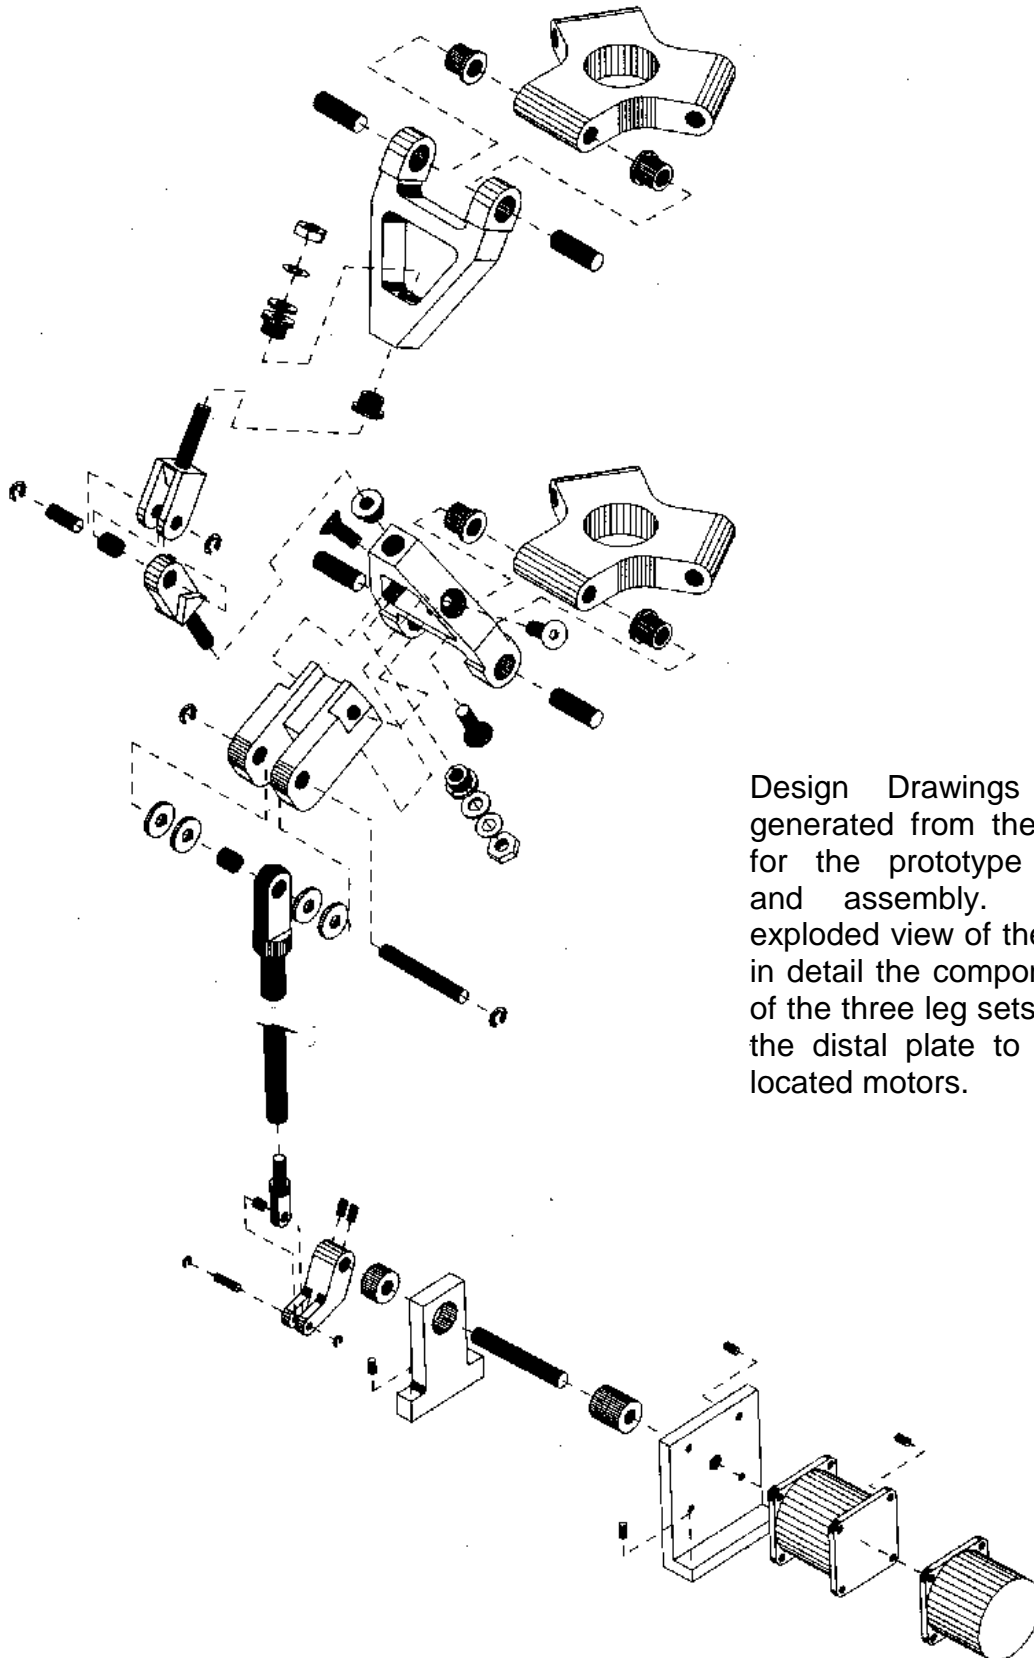 Design Drawings
generated from the
for the prototype
and assembly.
exploded view of the
in detail the compor
of the three leg sets
the distal plate to
located motors.